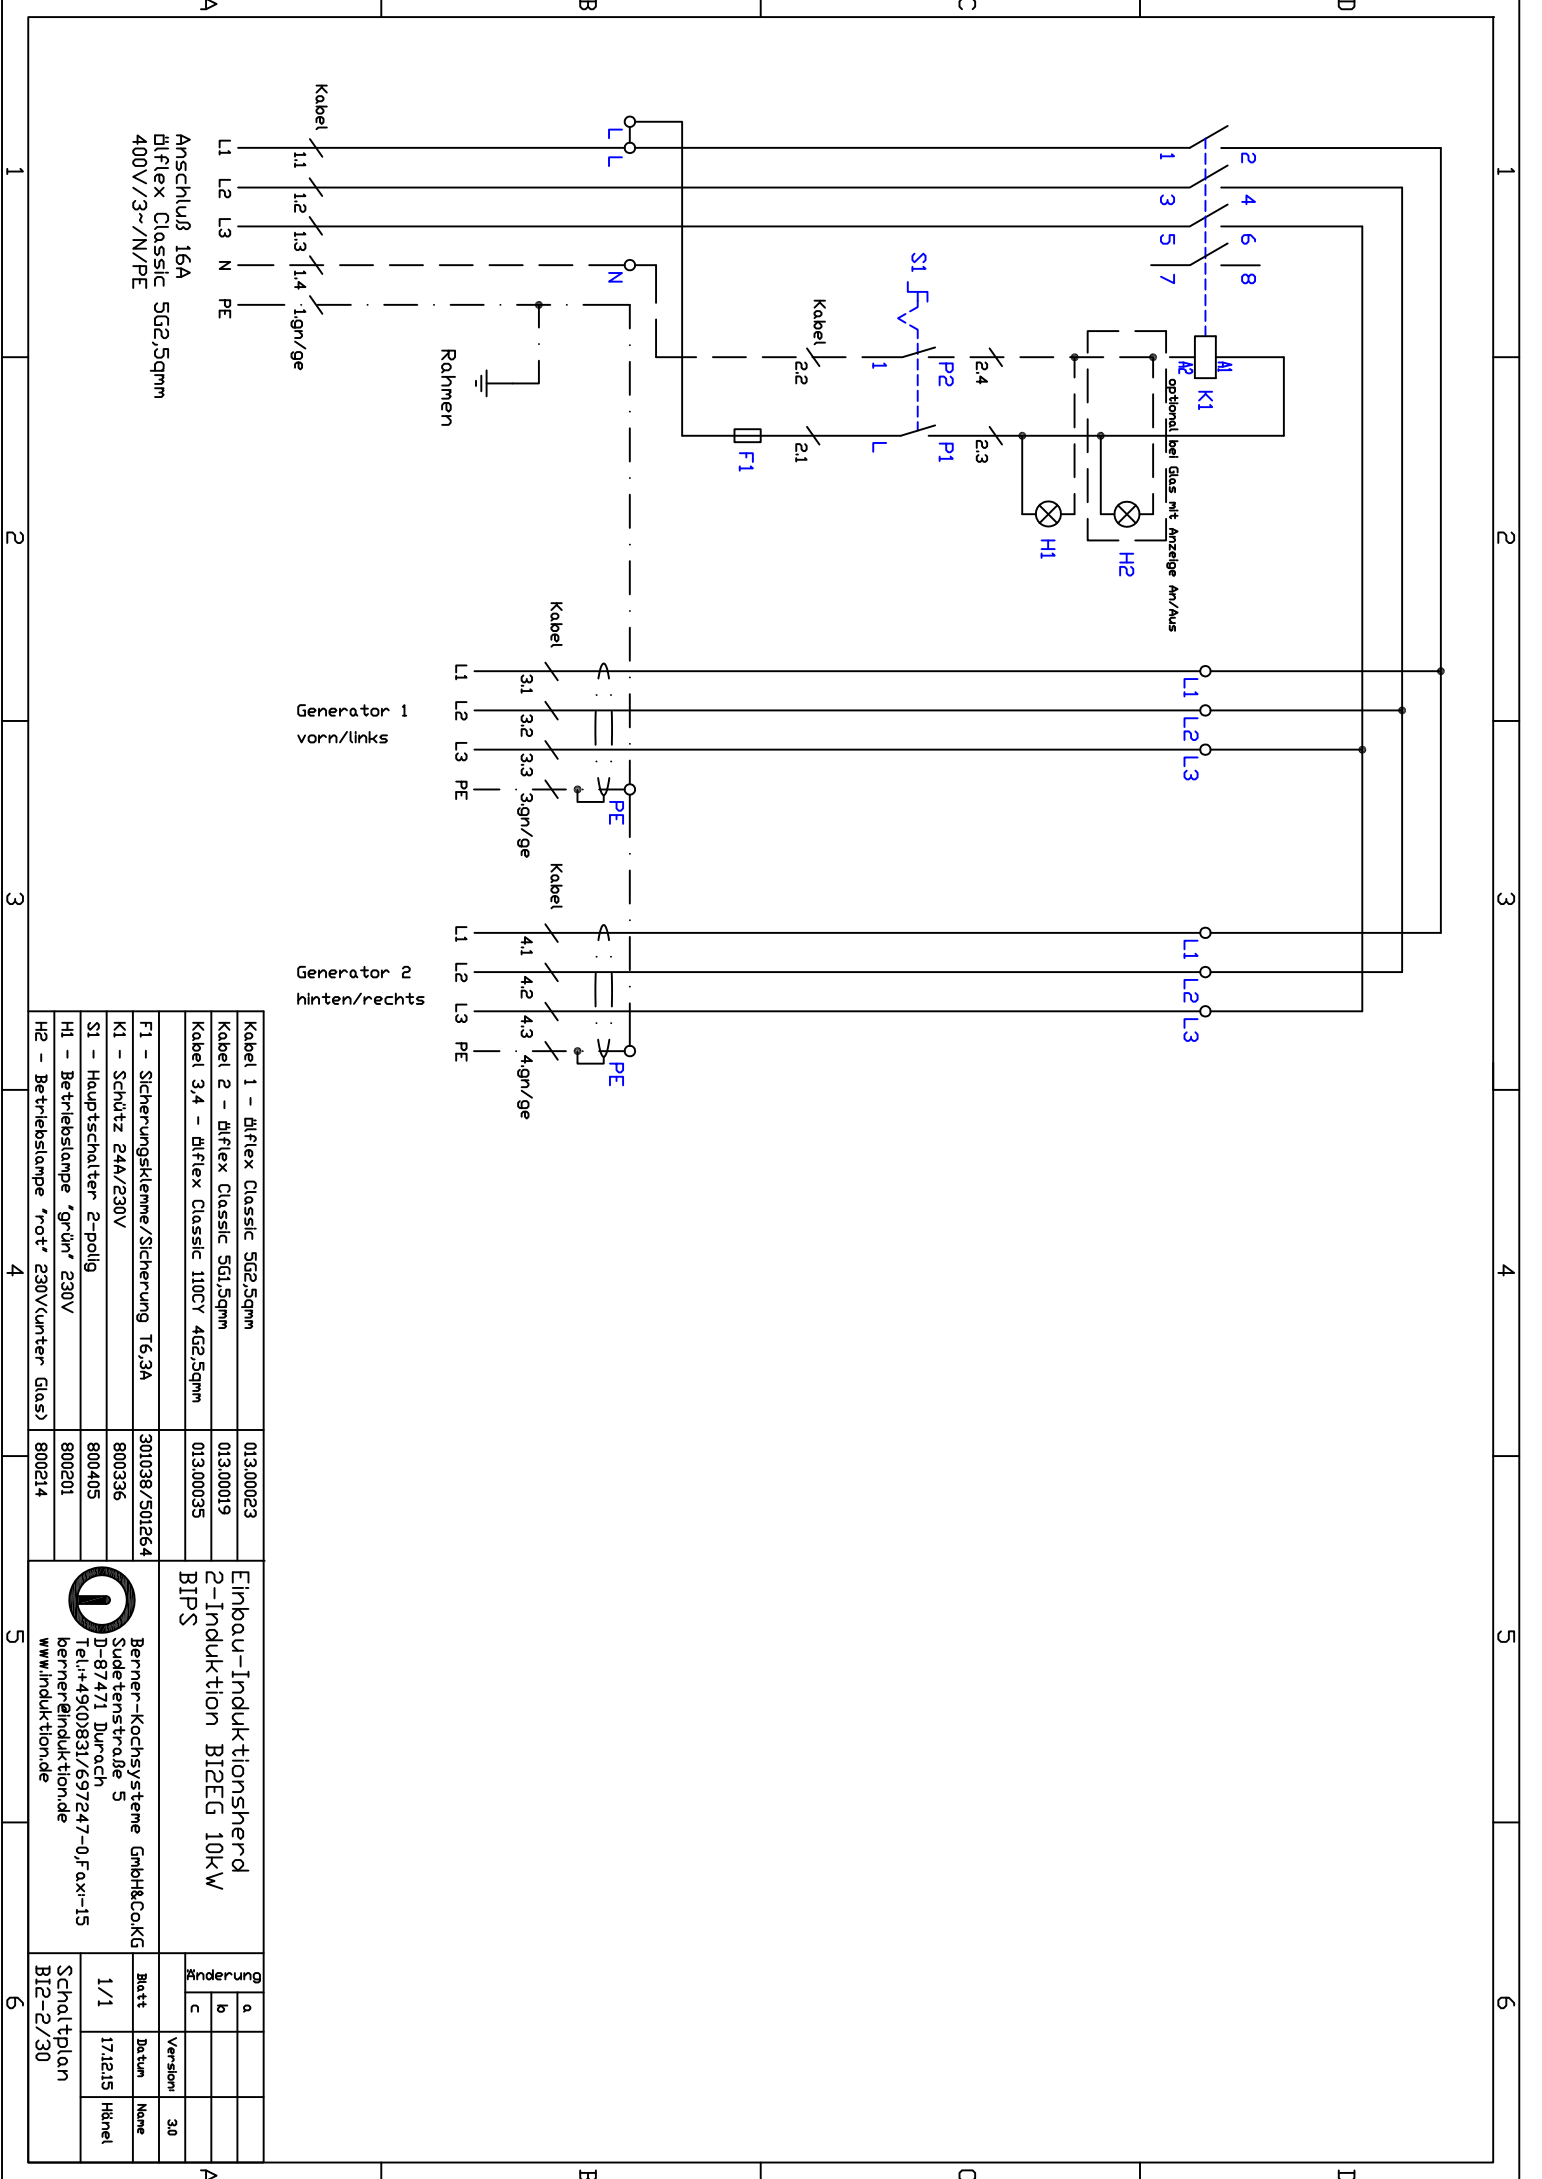 A
B
C
D
1
2
3
4
5
6
1
2
3
4
5
6
A
B
C
D
1
2
3
4
5
6
7
8
A1
A2
K1
optional bei Glas mit Anzeige An/Aus
S1
P2
1
P1
L
2.4
2.3
H1
H2
Kabel
2.2
2.1
F1
L
L
N
Rahmen
Kabel
L1
L2
L3
N
PE
1.1
1.2
1.3
1.4
1.gn/ge
Anschluß 16A
Ölflex Classic 5G2,5qmm
400V/3~/N/PE
L1
L2
L3
L1
L2
L3
PE
PE
Kabel
3.1
3.2
3.3
3.gn/ge
L1
L2
L3
PE
Generator 1
vorn/links
Kabel
4.1
4.2
4.3
4.gn/ge
L1
L2
L3
PE
Generator 2
hinten/rechts
Kabel 1 - Ölflex Classic 5G2,5qmm 013.00023
Kabel 2 - Ölflex Classic 5G1,5qmm 013.00019
Kabel 3,4 - Ölflex Classic 110CY 4G2,5qmm 013.00035
F1 - Sicherungsklemme/Sicherung T6,3A 301038/501264
K1 - Schütz 24A/230V 800336
S1 - Hauptschalter 2-polig 800405
H1 - Betriebslampe "grün" 230V 800201
H2 - Betriebslampe "rot" 230V(unter Glas) 800214
Einbau-Induktionsherd
2-Induktion BI2EG 10kW
BIPS
Berner-Kochsysteme GmbH&Co.KG
Sudetenstraße 5
D-87471 Durach
Tel.:+49(0)831/697247-0,Fax:-15
berner@induktion.de
www.induktion.de
Änderung
a
b
c
Version: 3.0
Blatt Datum Name
1/1 17.12.15 Hänel
Schaltplan
BI2-2/30